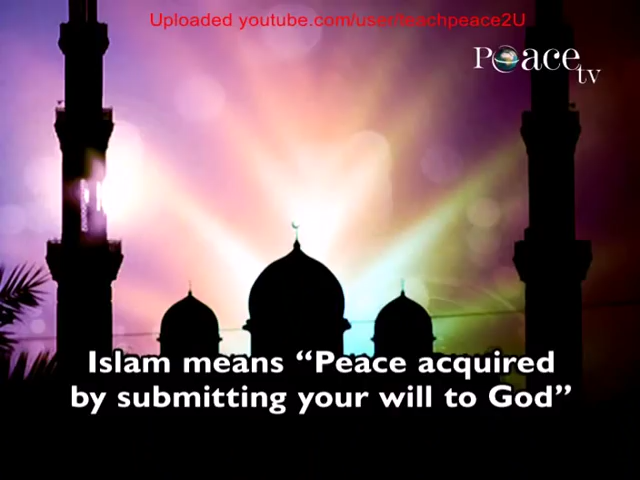 Uploaded youtube.com/user/teachpeace2U
Peace
tv
Islam means “Peace acquired
by submitting your will to God”